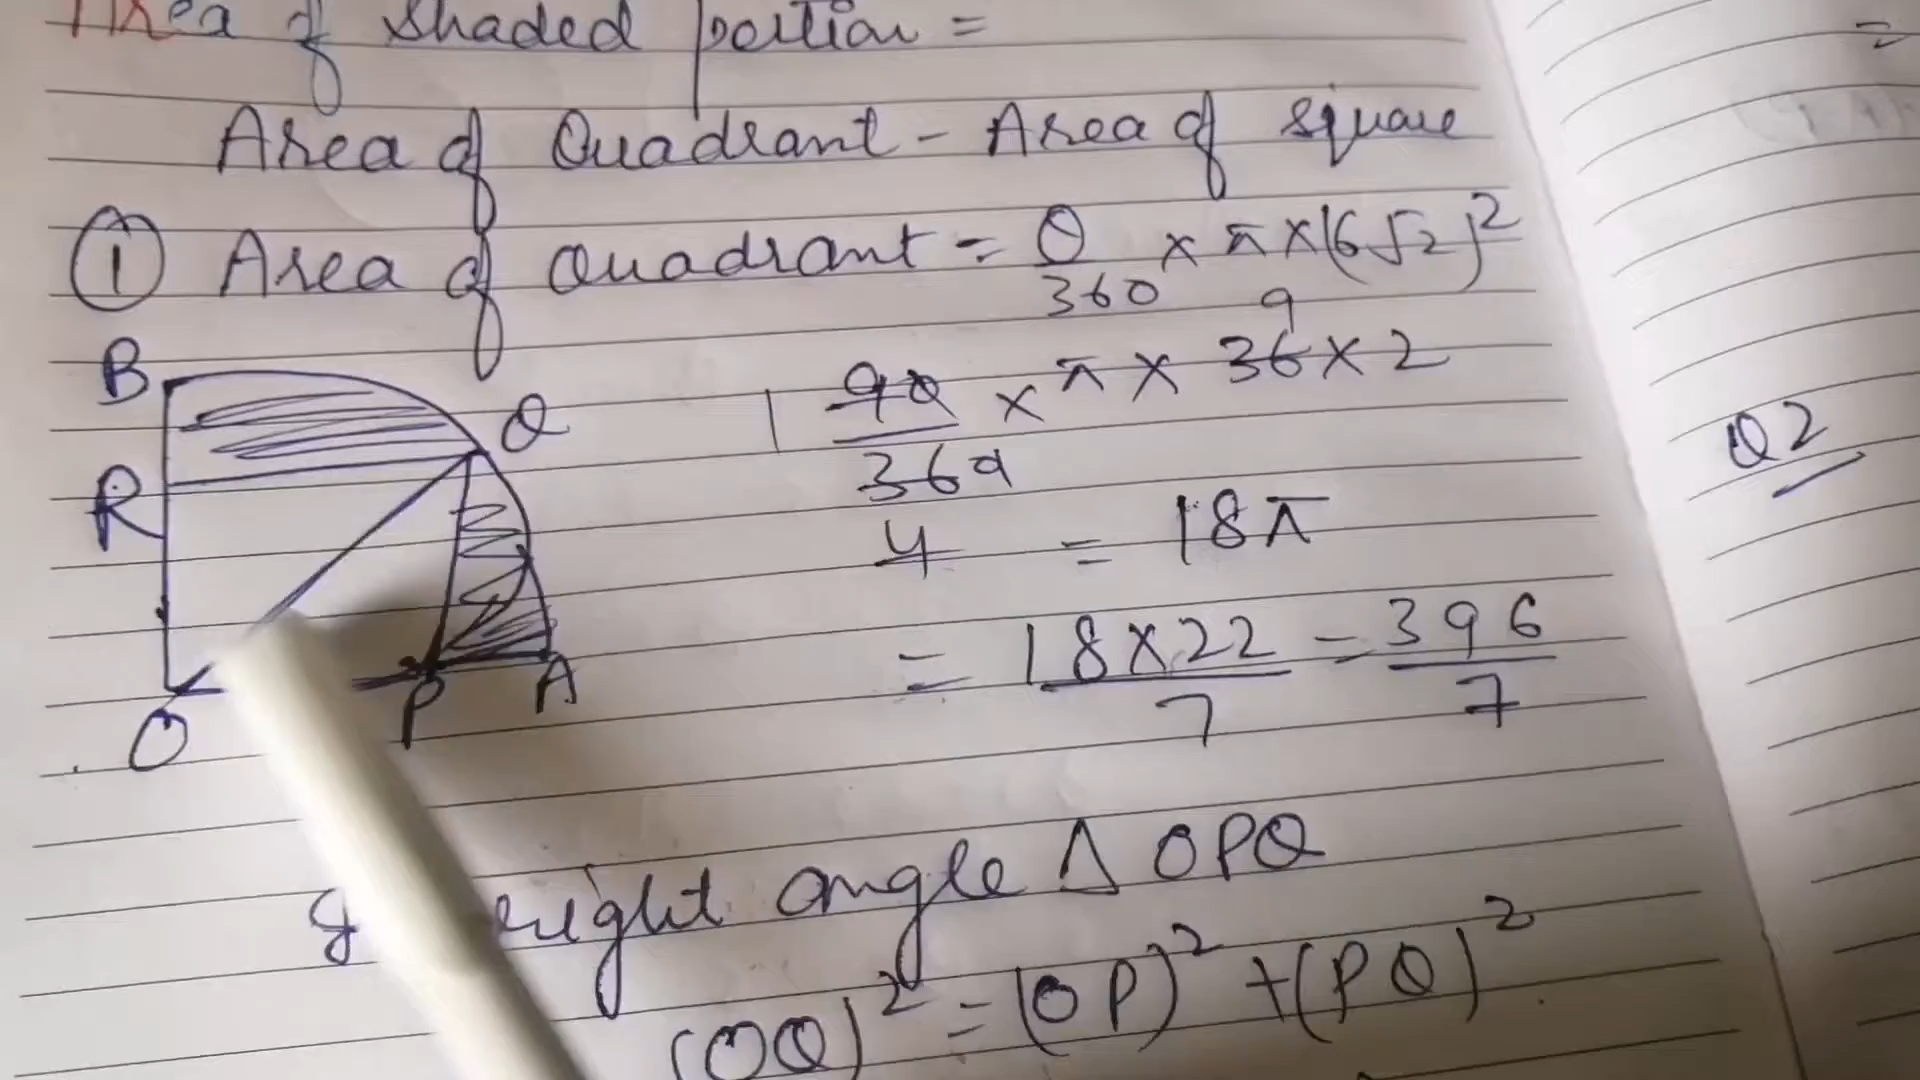 Area of shaded portion =
Area of Quadrant - Area of square
① Area of Quadrant = θ/360 × π × (6√2)²
9
1 90/360 × π × 36 × 2
4 = 18π
= 18×22/7 = 396/7
B
Q
R
O
P
A
Q2
right angle Δ OPQ
(OQ)² = (OP)² + (PQ)²